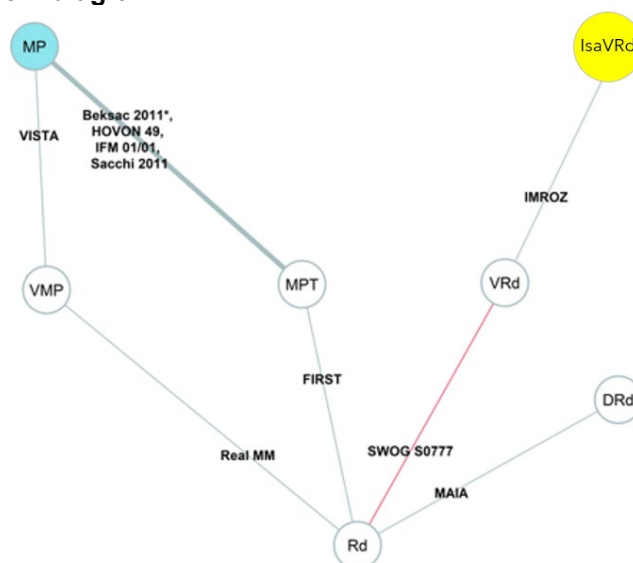 MP
IsaVRd
Beksac 2011*,
HOVON 49,
IFM 01/01,
Sacchi 2011
VISTA
IMROZ
VMP
MPT
VRd
FIRST
DRd
Real MM
SWOG S0777
MAIA
Rd